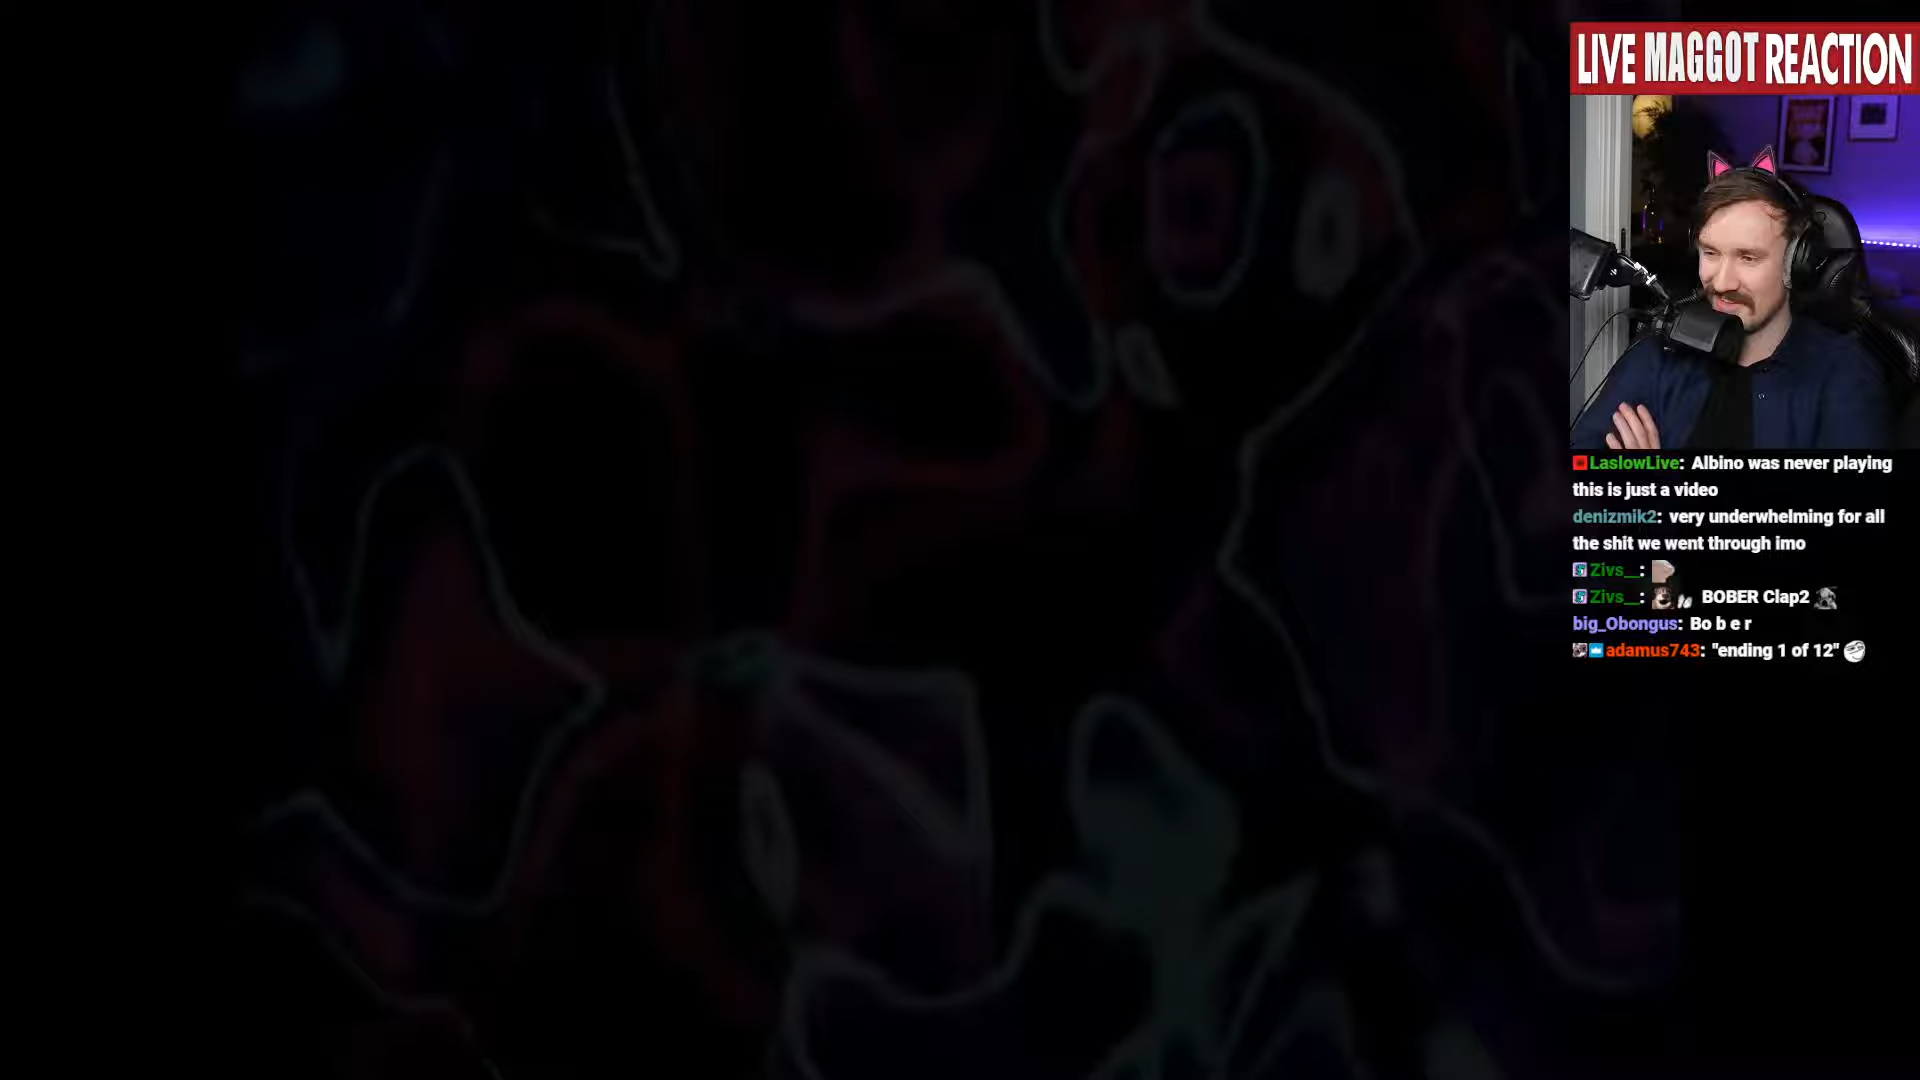 LIVE MAGGOT REACTION
LaslowLive: Albino was never playing
this is just a video
denizmik2: very underwhelming for all
the shit we went through imo
Zivs__:
Zivs__: BOBER Clap2
big_Obongus: Bo b e r
adamus743: "ending 1 of 12"